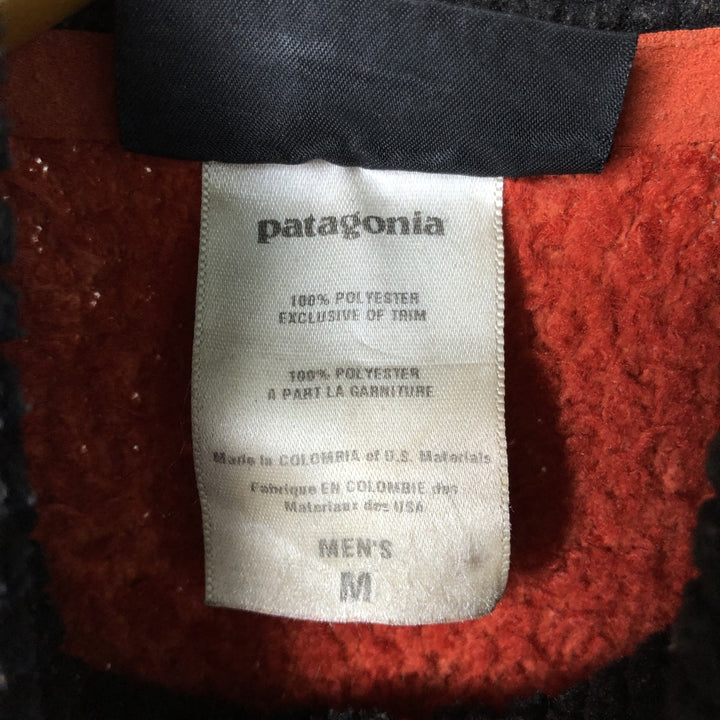 patagonia
100% POLYESTER
EXCLUSIVE OF TRIM
100% POLYESTER
A PART LA GARNITURE
Made in COLOMBIA of U.S. Materials
Fabrique EN COLOMBIE des
Materiaux des USA
MEN'S
M